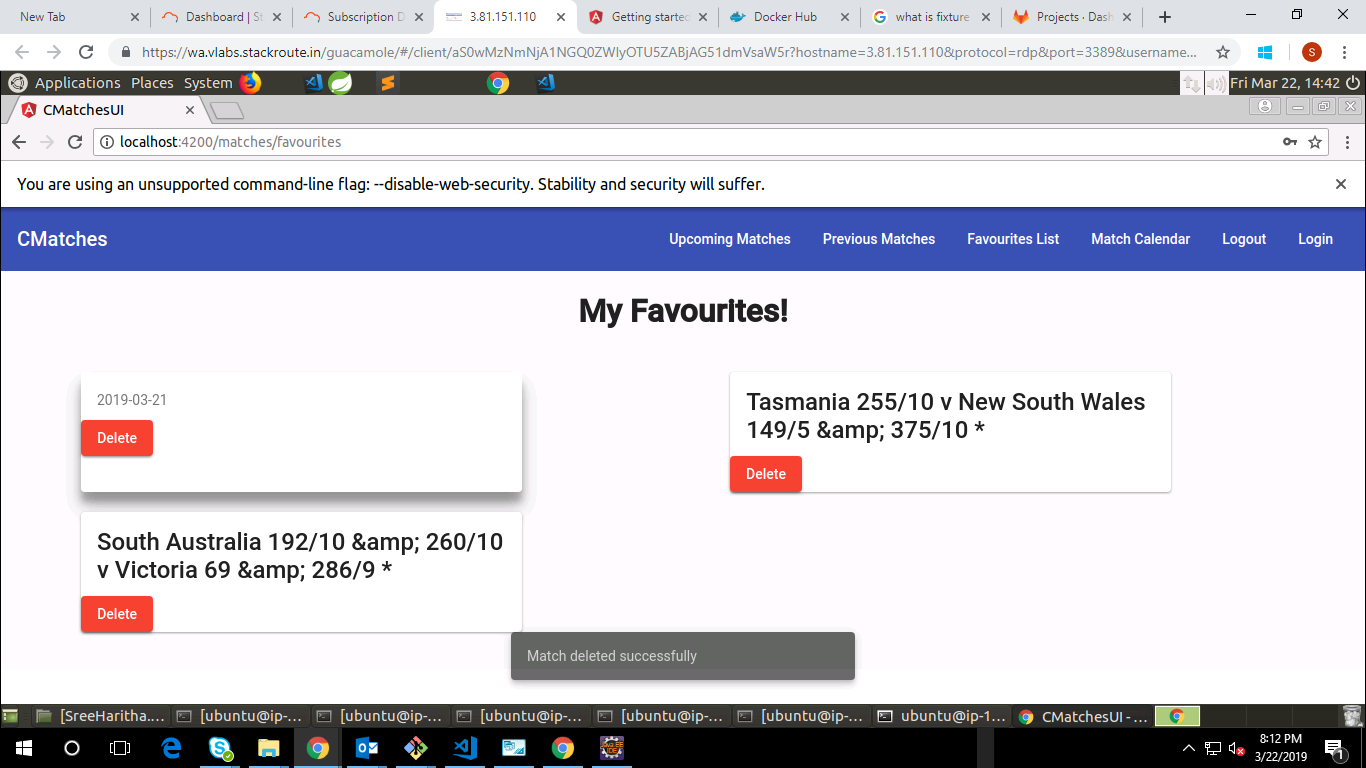 New Tab
Dashboard | St
Subscription D
3.81.151.110
Getting started
Docker Hub
what is fixture
Projects · Dash
https://wa.vlabs.stackroute.in/guacamole/#/client/aS0wMzNmNjA1NGQ0ZWIyOTU5ZABjAG51dmVsaW5r?hostname=3.81.151.110&protocol=rdp&port=3389&username...
S
Applications Places System
Fri Mar 22, 14:42
CMatchesUI
localhost:4200/matches/favourites
You are using an unsupported command-line flag: --disable-web-security. Stability and security will suffer.
CMatches
Upcoming Matches
Previous Matches
Favourites List
Match Calendar
Logout
Login
My Favourites!
2019-03-21
Delete
Tasmania 255/10 v New South Wales
149/5 &amp; 375/10 *
Delete
South Australia 192/10 &amp; 260/10
v Victoria 69 &amp; 286/9 *
Delete
Match deleted successfully
[SreeHaritha....
[ubuntu@ip-...
[ubuntu@ip-...
[ubuntu@ip-...
[ubuntu@ip-...
[ubuntu@ip-...
ubuntu@ip-1...
CMatchesUI - ...
8:12 PM
3/22/2019
1